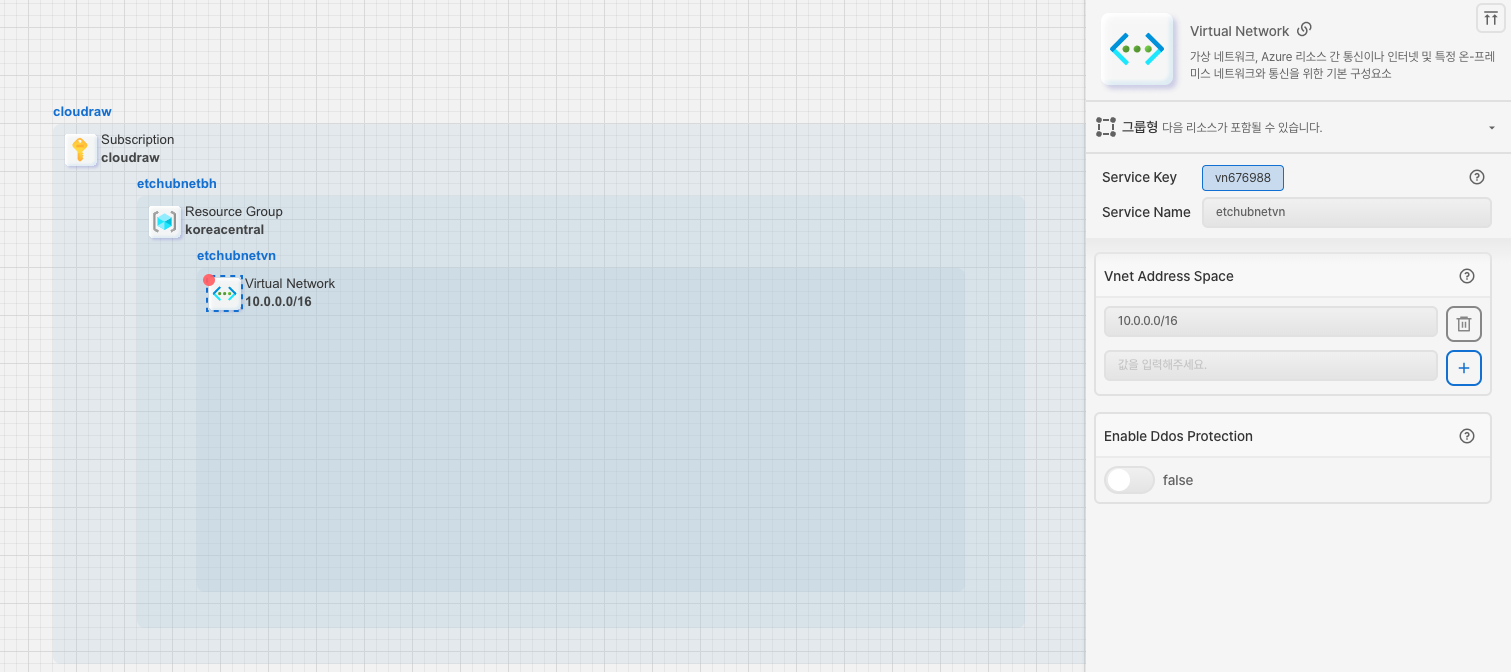 cloudraw
Subscription
cloudraw
etchubnetbh
Resource Group
koreacentral
etchubnetvn
Virtual Network
10.0.0.0/16
Virtual Network
가상 네트워크, Azure 리소스 간 통신이나 인터넷 및 특정 온-프레
미스 네트워크와 통신을 위한 기본 구성요소
그룹형 다음 리소스가 포함될 수 있습니다.
Service Key vn676988
Service Name etchubnetvn
Vnet Address Space
10.0.0.0/16
값을 입력해주세요.
Enable Ddos Protection
false